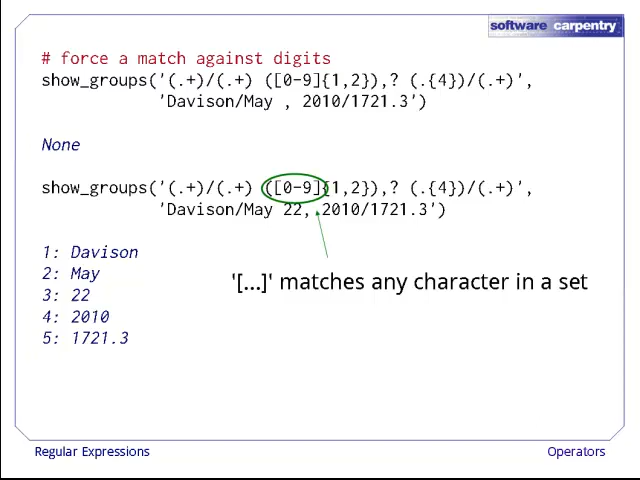 software carpentry
# force a match against digits
show_groups('(.+)/(.+) ([0-9]{1,2}),? (.{4})/(.+)',
'Davison/May , 2010/1721.3')
None
show_groups('(.+)/(.+) ([0-9]{1,2}),? (.{4})/(.+)',
'Davison/May 22, 2010/1721.3')
1: Davison
2: May
3: 22
4: 2010
5: 1721.3
'[...]' matches any character in a set
Regular Expressions
Operators